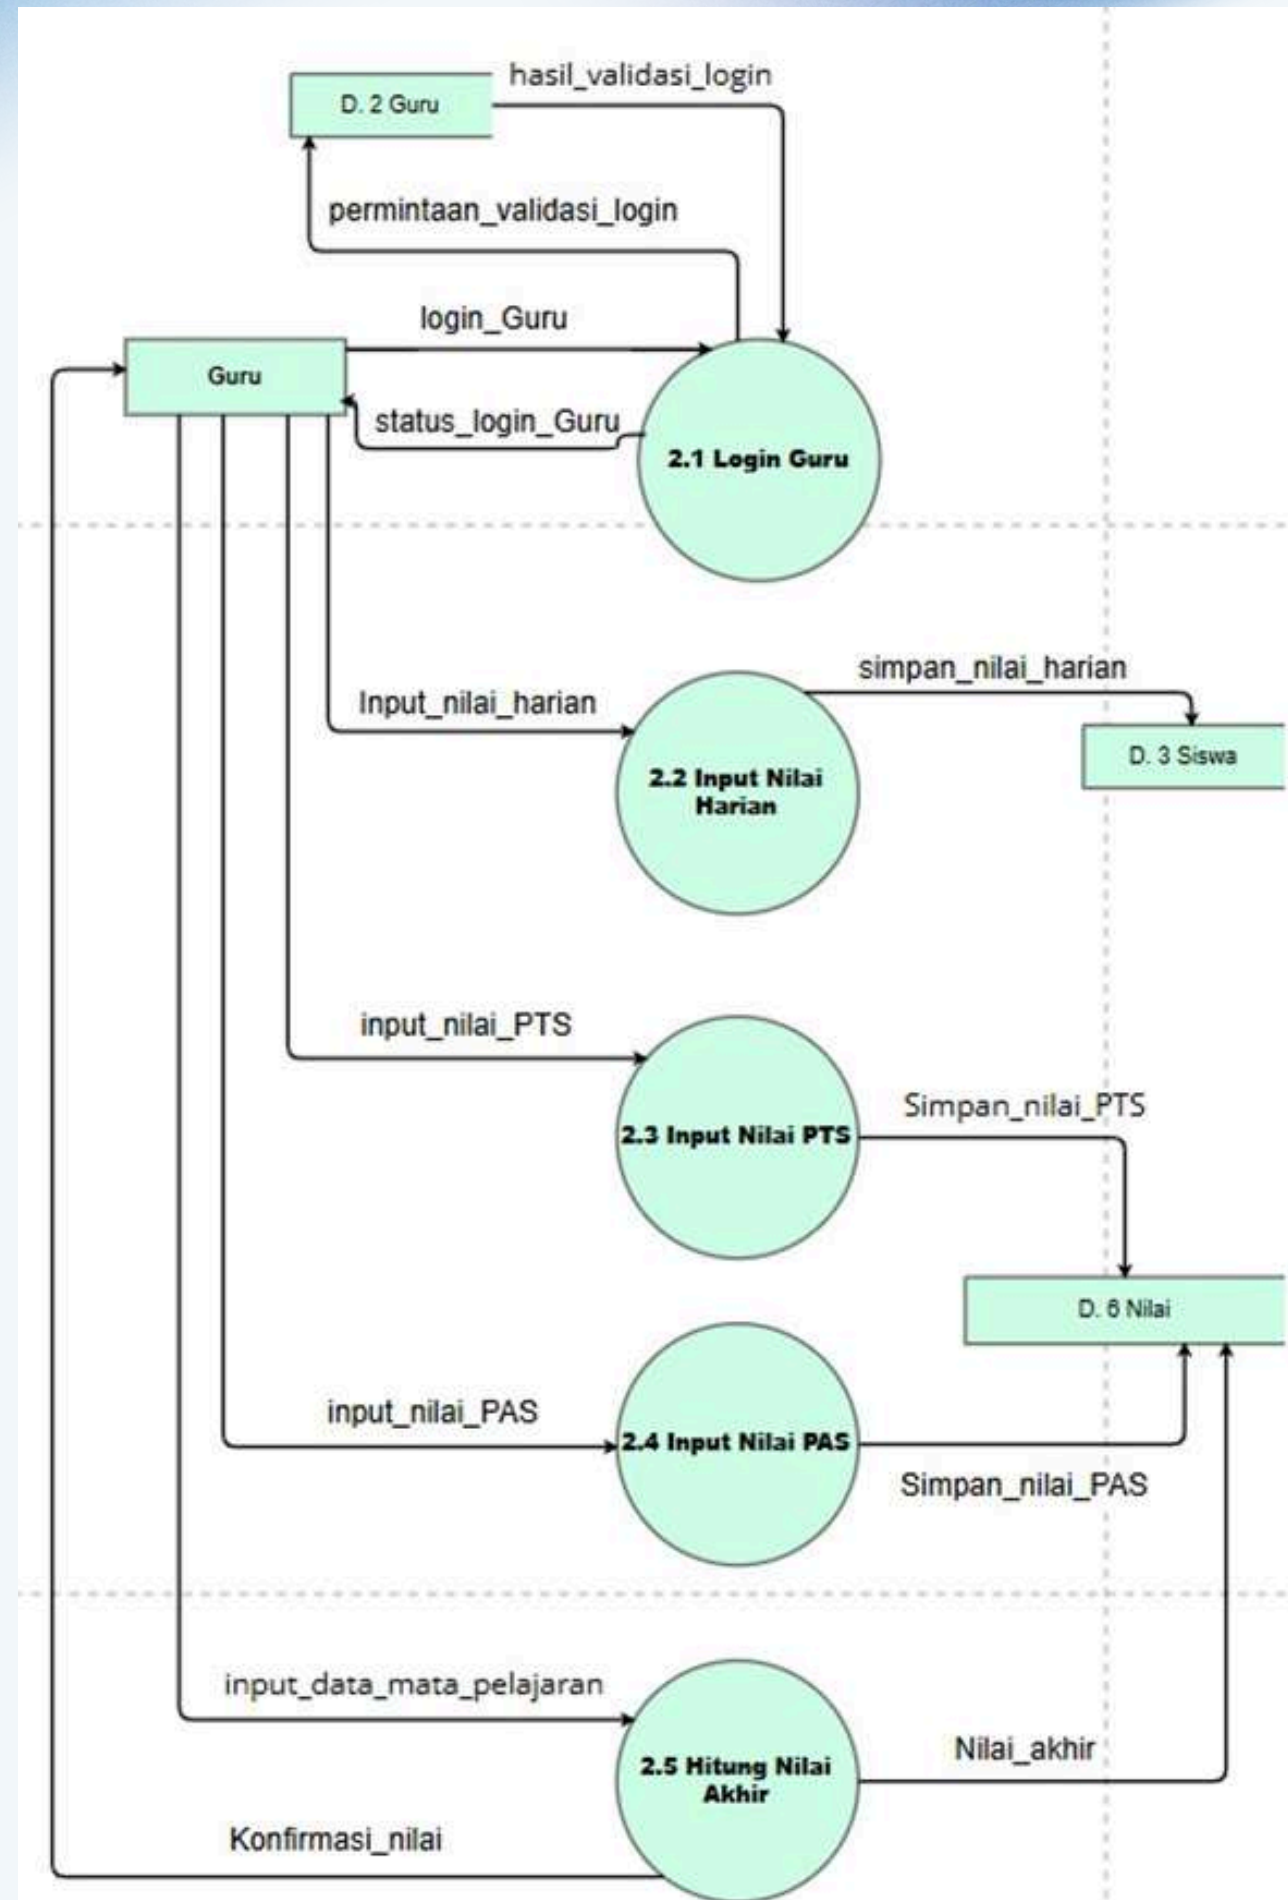 hasil_validasi_login
D. 2 Guru
permintaan_validasi_login
login_Guru
Guru
status_login_Guru
2.1 Login Guru
simpan_nilai_harian
Input_nilai_harian
D. 3 Siswa
2.2 Input Nilai
Harian
input_nilai_PTS
Simpan_nilai_PTS
2.3 Input Nilai PTS
D. 6 Nilai
input_nilai_PAS
2.4 Input Nilai PAS
Simpan_nilai_PAS
input_data_mata_pelajaran
Nilai_akhir
2.5 Hitung Nilai
Akhir
Konfirmasi_nilai